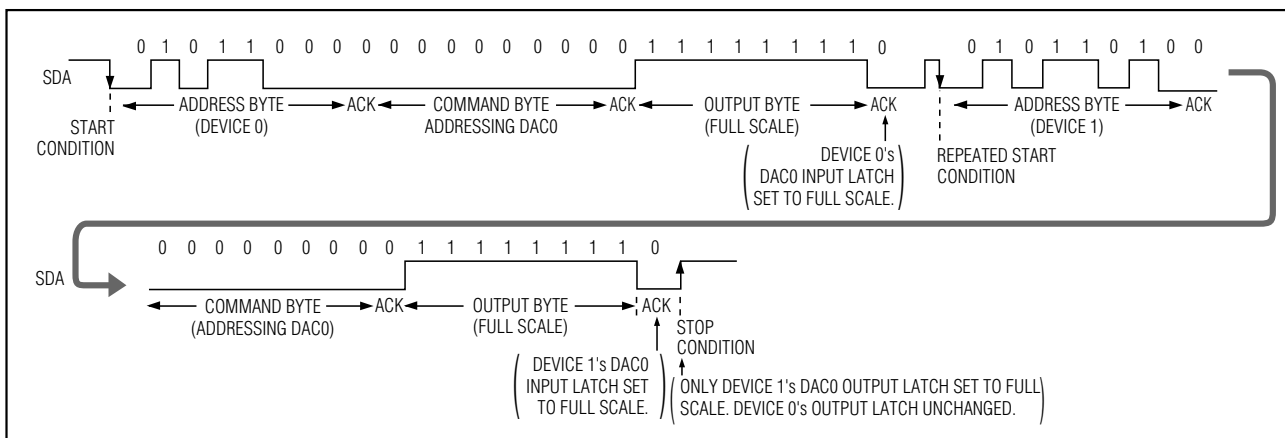 0 1 0 1 1 0 0 0 0 0 0 0 0 0 0 0 0 0 1 1 1 1 1 1 1 1 0 0 1 0 1 1 0 1 0 0
SDA
ADDRESS BYTE (DEVICE 0)
ACK
COMMAND BYTE ADDRESSING DAC0
ACK
OUTPUT BYTE (FULL SCALE)
ACK
ADDRESS BYTE (DEVICE 1)
ACK
START CONDITION
DEVICE 0's
DAC0 INPUT LATCH
SET TO FULL SCALE.
REPEATED START
CONDITION
0 0 0 0 0 0 0 0 0 1 1 1 1 1 1 1 1 0
SDA
COMMAND BYTE (ADDRESSING DAC0)
ACK
OUTPUT BYTE (FULL SCALE)
ACK
STOP
CONDITION
DEVICE 1's DAC0
INPUT LATCH SET
TO FULL SCALE.
ONLY DEVICE 1's DAC0 OUTPUT LATCH SET TO FULL
SCALE. DEVICE 0's OUTPUT LATCH UNCHANGED.